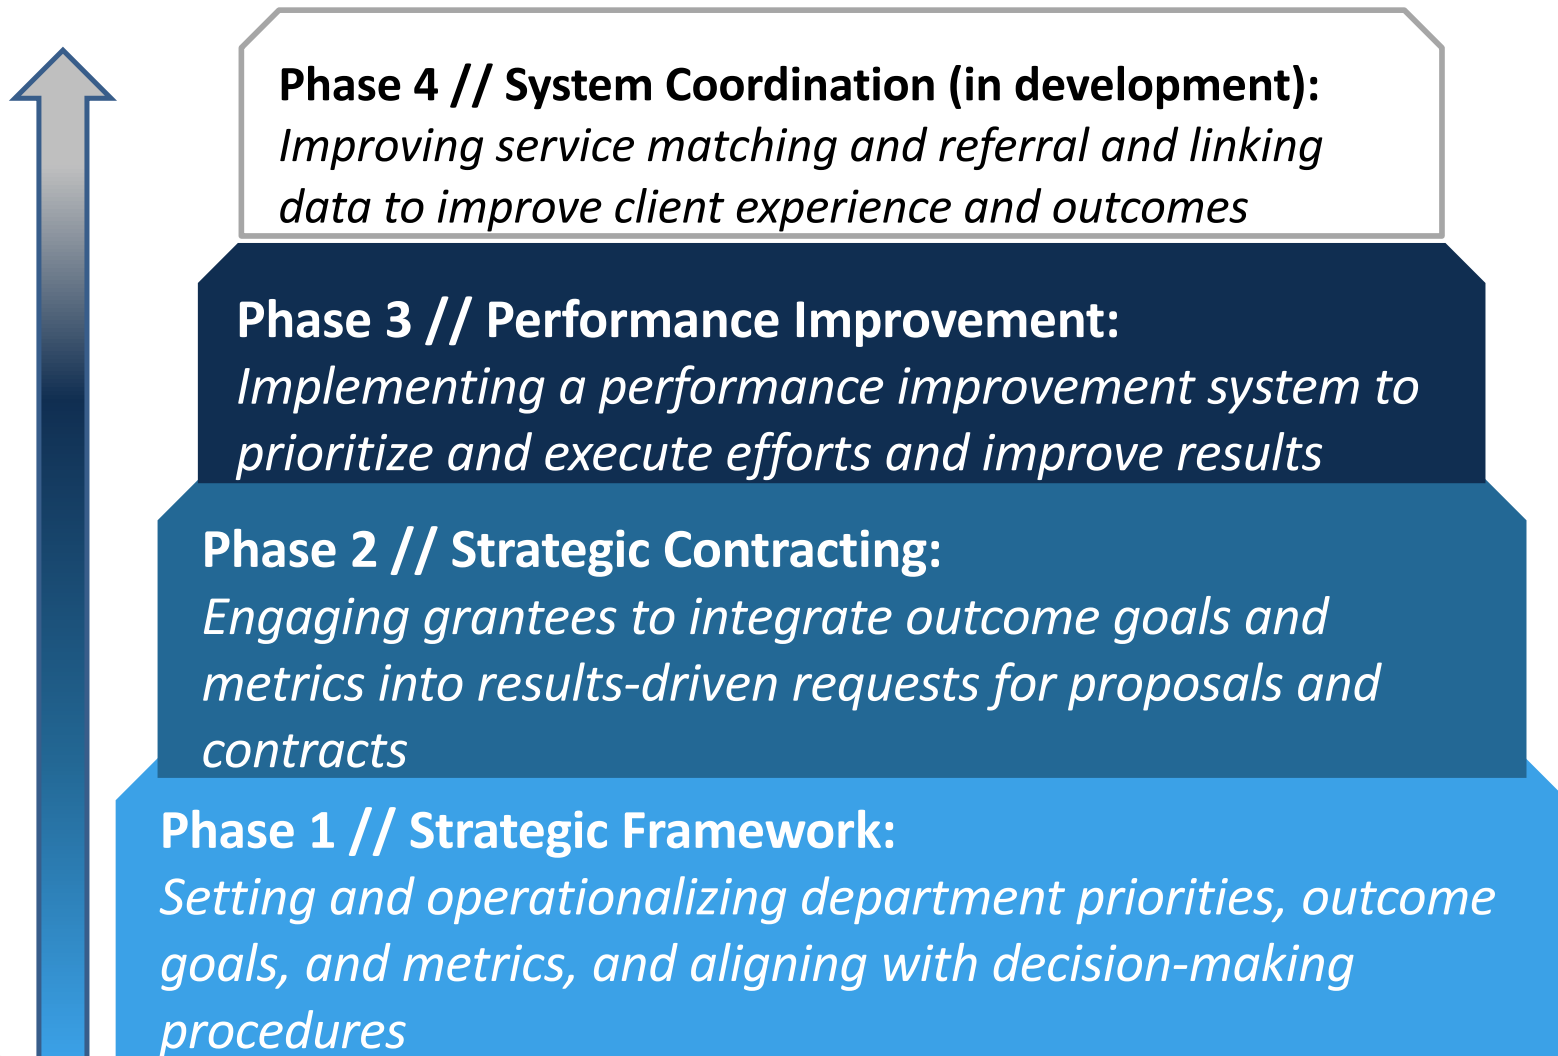 Phase 4 // System Coordination (in development):
Improving service matching and referral and linking
data to improve client experience and outcomes
Phase 3 // Performance Improvement:
Implementing a performance improvement system to
prioritize and execute efforts and improve results
Phase 2 // Strategic Contracting:
Engaging grantees to integrate outcome goals and
metrics into results-driven requests for proposals and
contracts
Phase 1 // Strategic Framework:
Setting and operationalizing department priorities, outcome
goals, and metrics, and aligning with decision-making
procedures